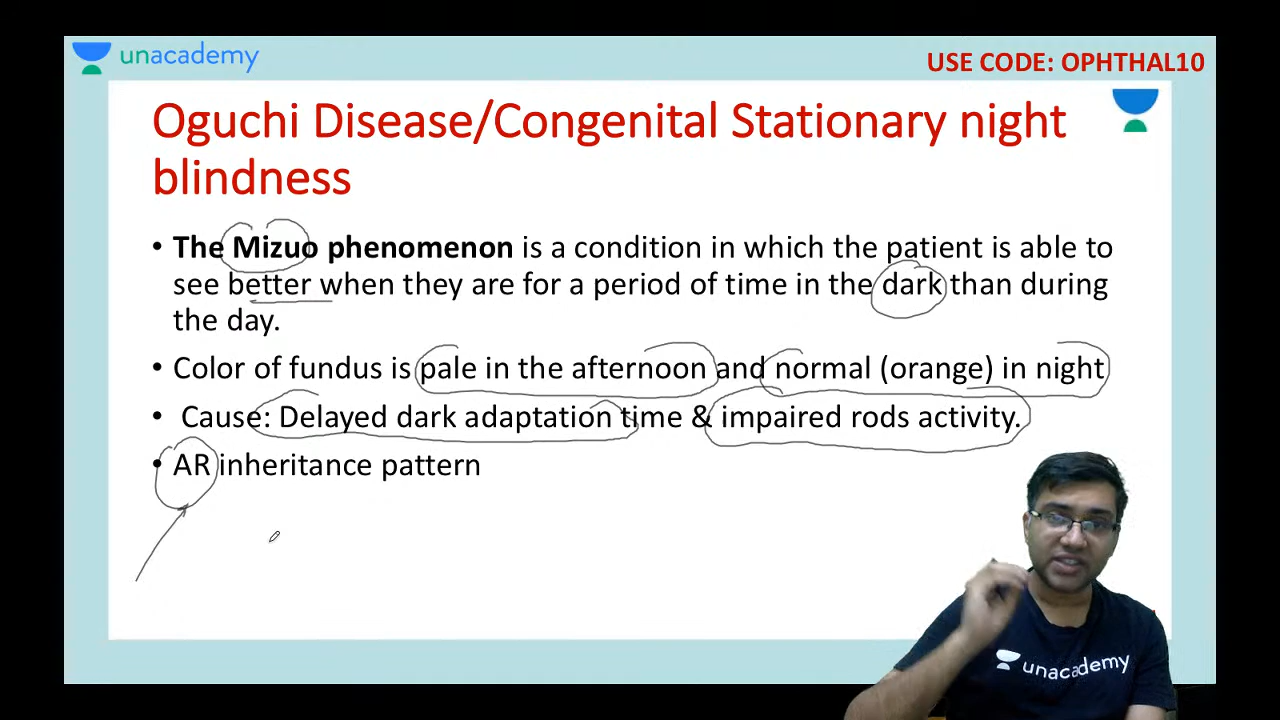 unacademy
USE CODE: OPHTHAL10
Oguchi Disease/Congenital Stationary night
blindness
• The Mizuo phenomenon is a condition in which the patient is able to
see better when they are for a period of time in the dark than during
the day.
• Color of fundus is pale in the afternoon and normal (orange) in night
• Cause: Delayed dark adaptation time & impaired rods activity.
• AR inheritance pattern
unacademy